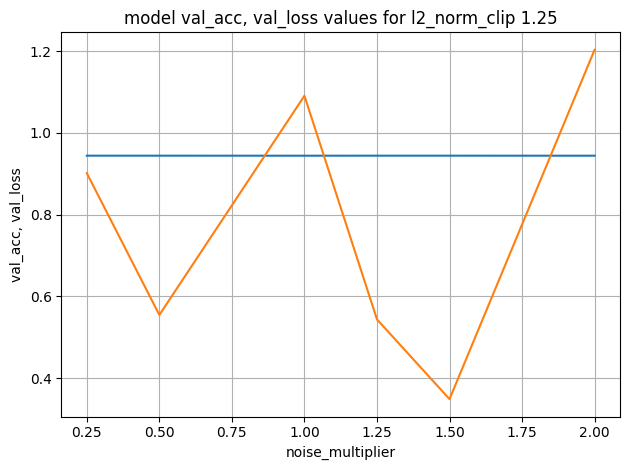 model val_acc, val_loss values for l2_norm_clip 1.25
val_acc, val_loss
1.2
1.0
0.8
0.6
0.4
0.25 0.50 0.75 1.00 1.25 1.50 1.75 2.00
noise_multiplier